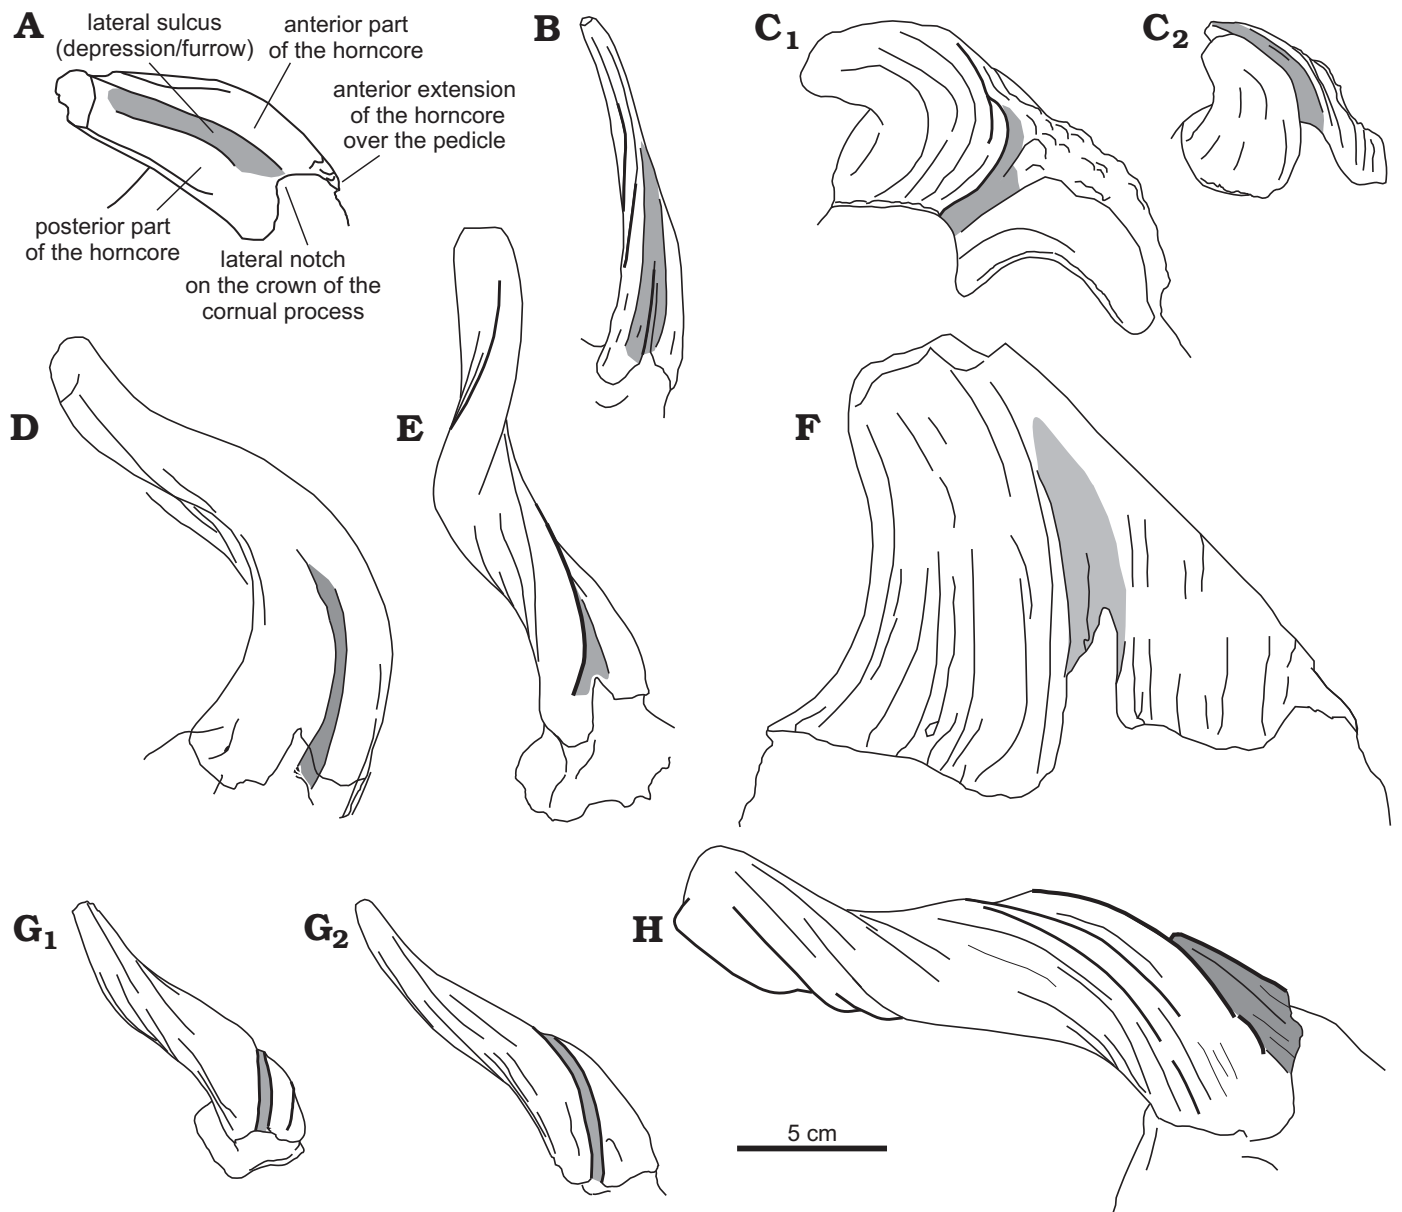 A
lateral sulcus
(depression/furrow)
anterior part
of the horncore
anterior extension
of the horncore
over the pedicle
posterior part
of the horncore
lateral notch
on the crown of the
cornual process
B
C1
C2
D
E
F
G1
G2
H
5 cm